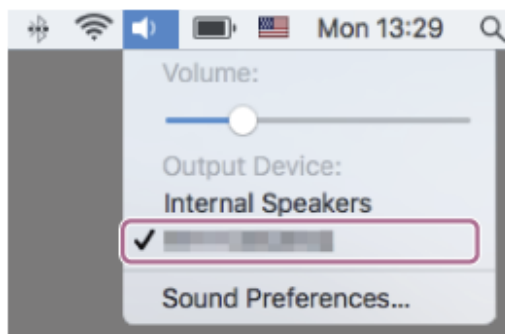 Mon 13:29
Volume:
Output Device:
Internal Speakers
Sound Preferences...